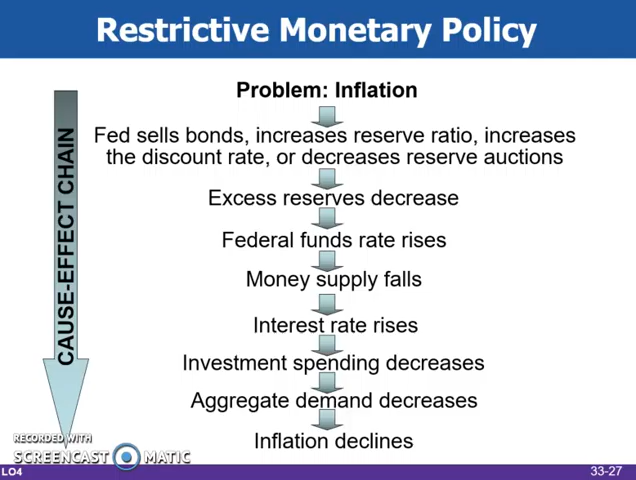 Restrictive Monetary Policy
CAUSE-EFFECT CHAIN
Problem: Inflation
Fed sells bonds, increases reserve ratio, increases
the discount rate, or decreases reserve auctions
Excess reserves decrease
Federal funds rate rises
Money supply falls
Interest rate rises
Investment spending decreases
Aggregate demand decreases
Inflation declines
RECORDED WITH
SCREENCAST MATIC
LO4
33-27